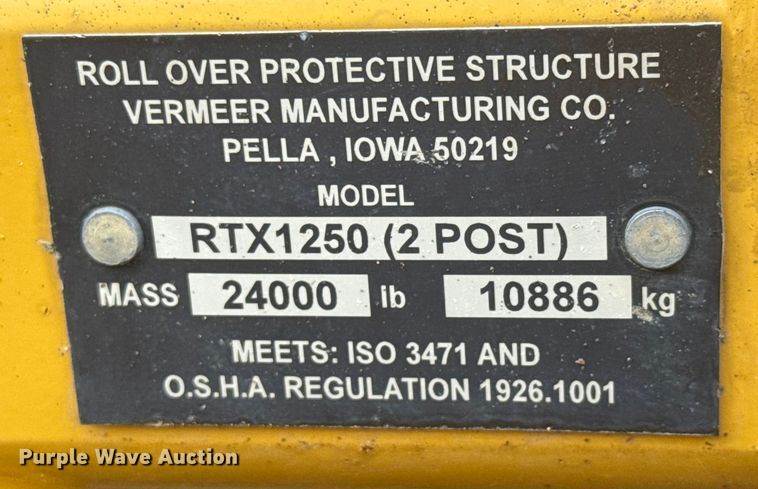 ROLL OVER PROTECTIVE STRUCTURE
VERMEER MANUFACTURING CO.
PELLA , IOWA 50219
MODEL
RTX1250 (2 POST)
MASS 24000 lb 10886 kg
MEETS: ISO 3471 AND
O.S.H.A. REGULATION 1926.1001
Purple Wave Auction